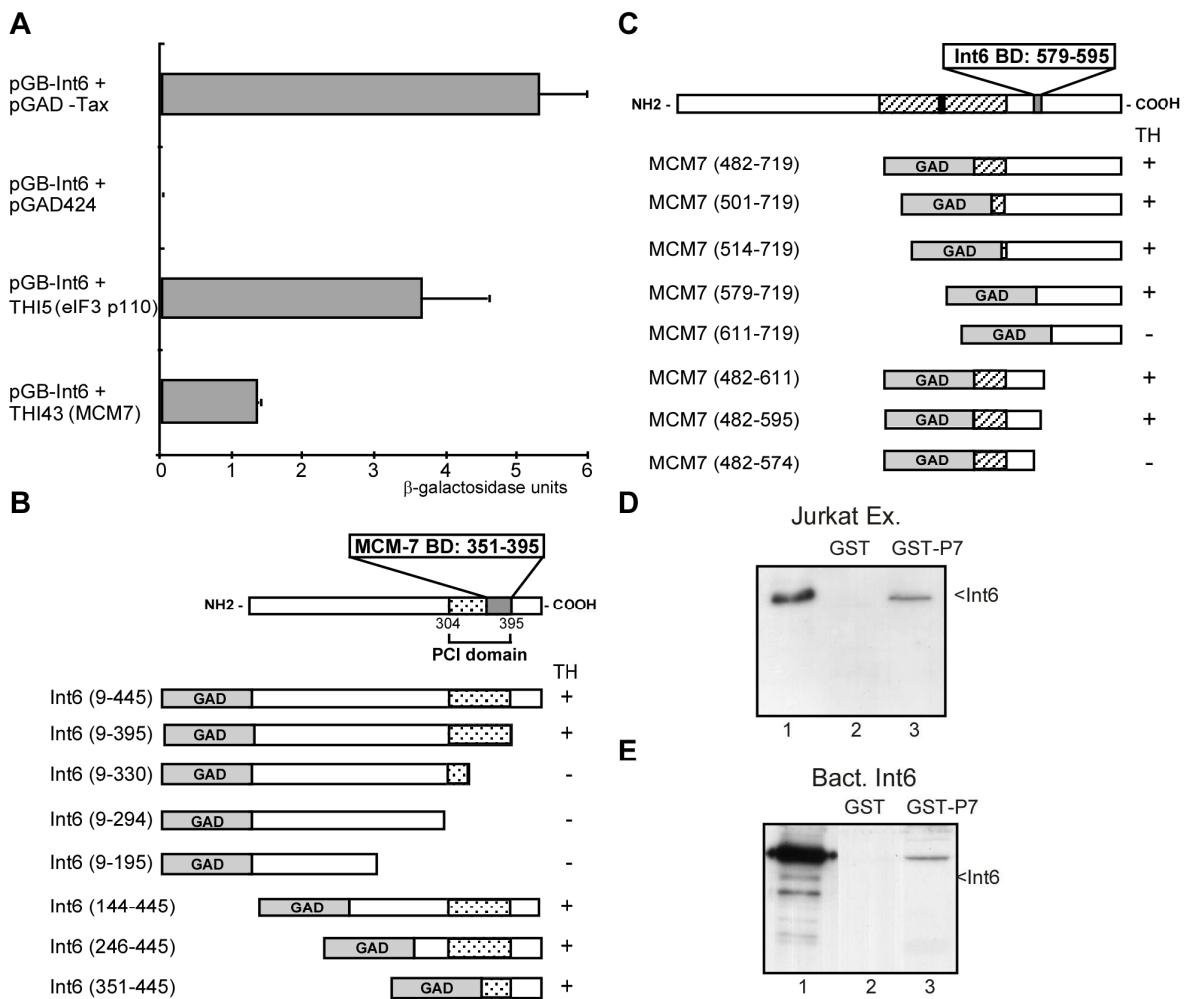 A
pGB-Int6 +
pGAD -Tax
pGB-Int6 +
pGAD424
pGB-Int6 +
THI5 (eIF3 p110)
pGB-Int6 +
THI43 (MCM7)
0 1 2 3 4 5 6
β-galactosidase units
B
MCM-7 BD: 351-395
NH2 - - COOH
304 395
PCI domain
TH
Int6 (9-445) GAD +
Int6 (9-395) GAD +
Int6 (9-330) GAD -
Int6 (9-294) GAD -
Int6 (9-195) GAD -
Int6 (144-445) GAD +
Int6 (246-445) GAD +
Int6 (351-445) GAD +
C
Int6 BD: 579-595
NH2 - - COOH
TH
MCM7 (482-719) GAD +
MCM7 (501-719) GAD +
MCM7 (514-719) GAD +
MCM7 (579-719) GAD +
MCM7 (611-719) GAD -
MCM7 (482-611) GAD +
MCM7 (482-595) GAD +
MCM7 (482-574) GAD -
D
Jurkat Ex.
GST GST-P7
<Int6
1 2 3
E
Bact. Int6
GST GST-P7
<Int6
1 2 3